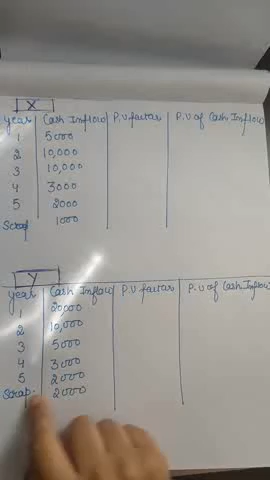 X
year Cash Inflow P.V factor P.V of Cash Inflow
1 5000
2 10,000
3 10,000
4 3000
5 2000
Scrap 1000
Y
year Cash Inflow P.V factor P.V of Cash Inflow
1 20000
2 10,000
3 5000
4 3000
5 2000
Scrap. 2000